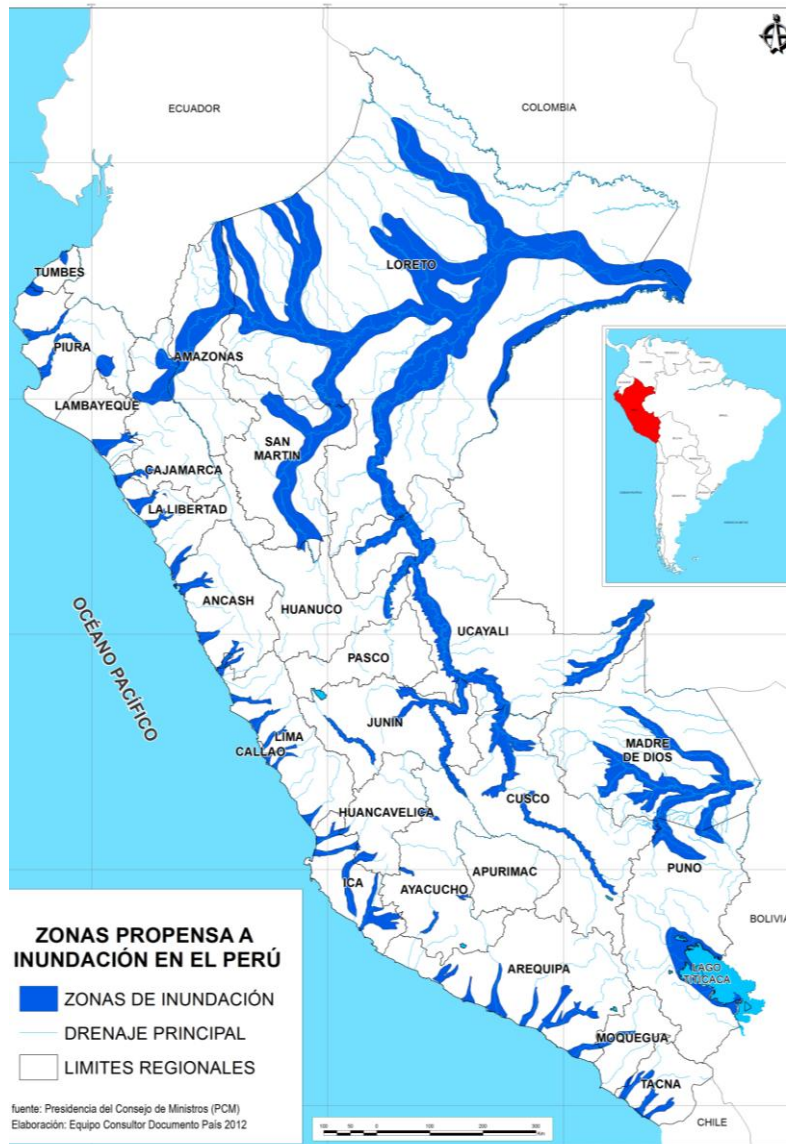 ECUADOR
COLOMBIA
LORETO
TUMBES
PIURA
AMAZONAS
LAMBAYEQUE
SAN
MARTIN
CAJAMARCA
LA LIBERTAD
ANCASH
HUANUCO
UCAYALI
OCÉANO PACÍFICO
PASCO
JUNIN
LIMA
CALLAO
MADRE
DE DIOS
CUSCO
HUANCAVELICA
APURIMAC
PUNO
ICA
AYACUCHO
BOLIVIA
AREQUIPA
LAGO
TITICACA
MOQUEGUA
TACNA
CHILE
ZONAS PROPENSA A
INUNDACIÓN EN EL PERÚ
ZONAS DE INUNDACIÓN
DRENAJE PRINCIPAL
LIMITES REGIONALES
fuente: Presidencia del Consejo de Ministros (PCM)
Elaboración: Equipo Consultor Documento País 2012